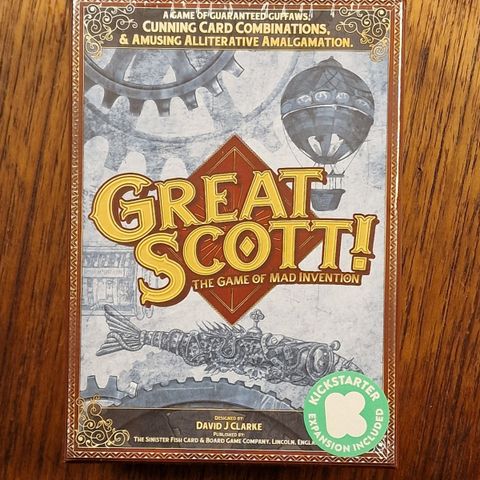 A GAME OF GUARANTEED GUFFAWS;
CUNNING CARD COMBINATIONS,
& AMUSING ALLITERATIVE AMALGAMATION.
GREAT
SCOTT!
THE GAME OF MAD INVENTION
KICKSTARTER
EXPANSION INCLUDED
DESIGNED BY
DAVID J CLARKE
PUBLISHED BY:
THE SINISTER FISH CARD & BOARD GAME COMPANY, LINCOLN,